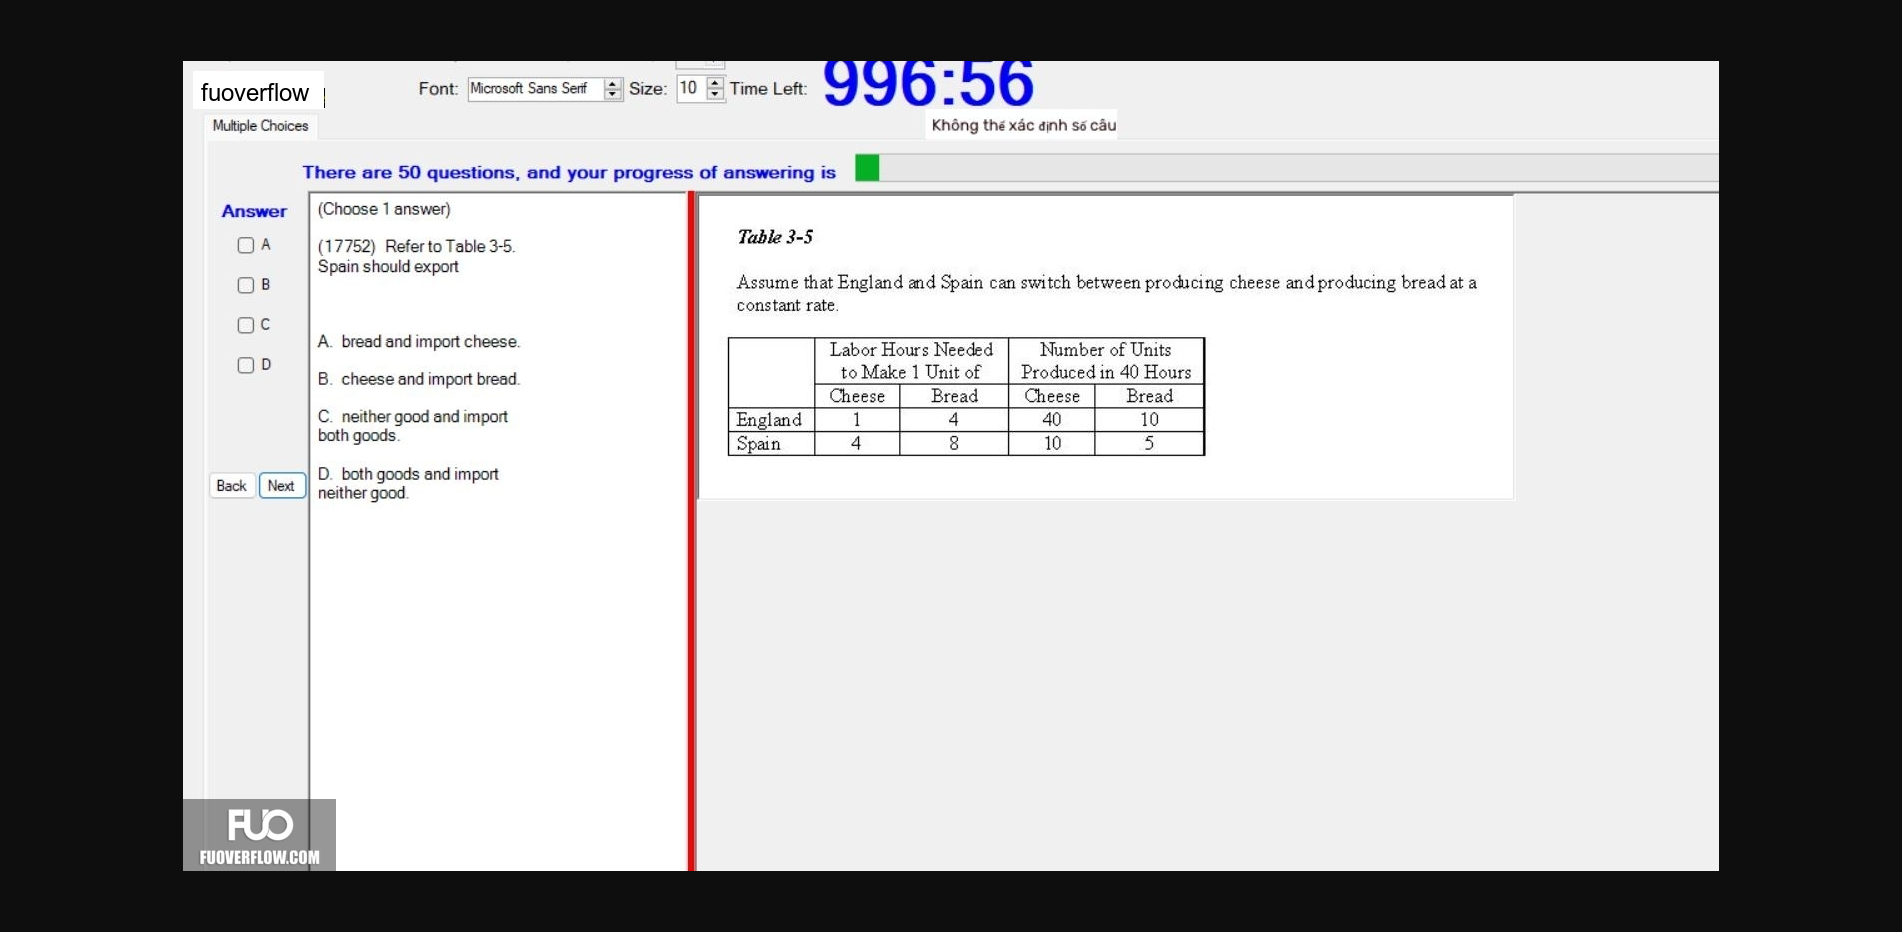 fuoverflow
Font: Microsoft Sans Serif Size: 10 Time Left: 996:56
Multiple Choices
Không thể xác định số câu
There are 50 questions, and your progress of answering is
Answer
A
B
C
D
Back Next
(Choose 1 answer)
(17752) Refer to Table 3-5.
Spain should export
A. bread and import cheese.
B. cheese and import bread.
C. neither good and import
both goods.
D. both goods and import
neither good.
Table 3-5
Assume that England and Spain can switch between producing cheese and producing bread at a
constant rate.
Labor Hours Needed Number of Units
to Make 1 Unit of Produced in 40 Hours
Cheese Bread Cheese Bread
England 1 4 40 10
Spain 4 8 10 5
FUO
FUOVERFLOW.COM